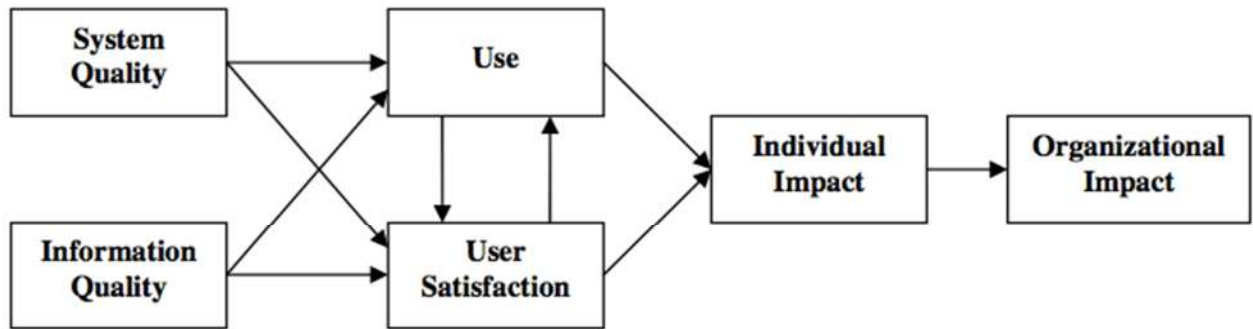 System
Quality
Use
Individual
Impact
Organizational
Impact
Information
Quality
User
Satisfaction